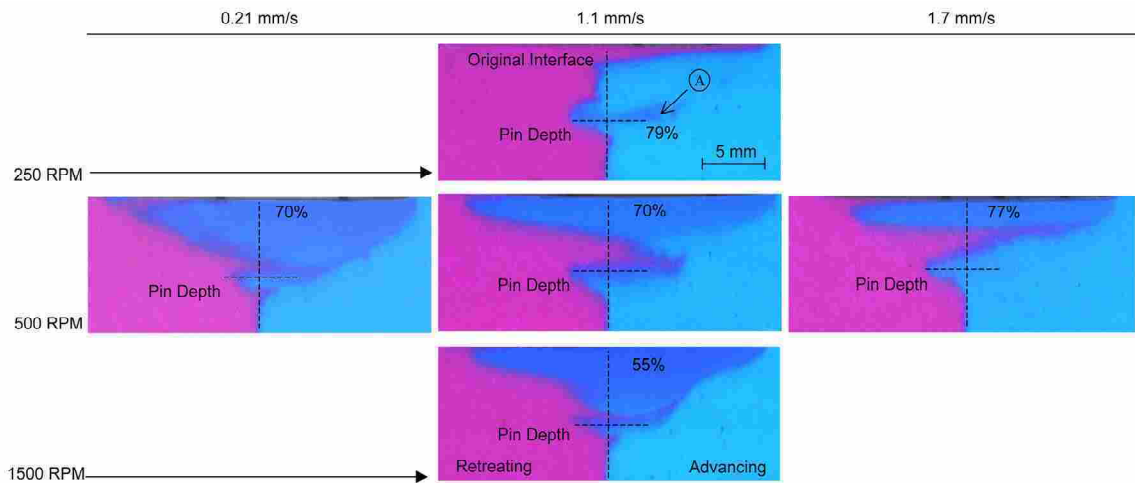 0.21 mm/s
1.1 mm/s
1.7 mm/s
Original Interface
A
Pin Depth
79%
5 mm
250 RPM
70%
70%
77%
Pin Depth
Pin Depth
Pin Depth
500 RPM
55%
Pin Depth
Retreating
Advancing
1500 RPM